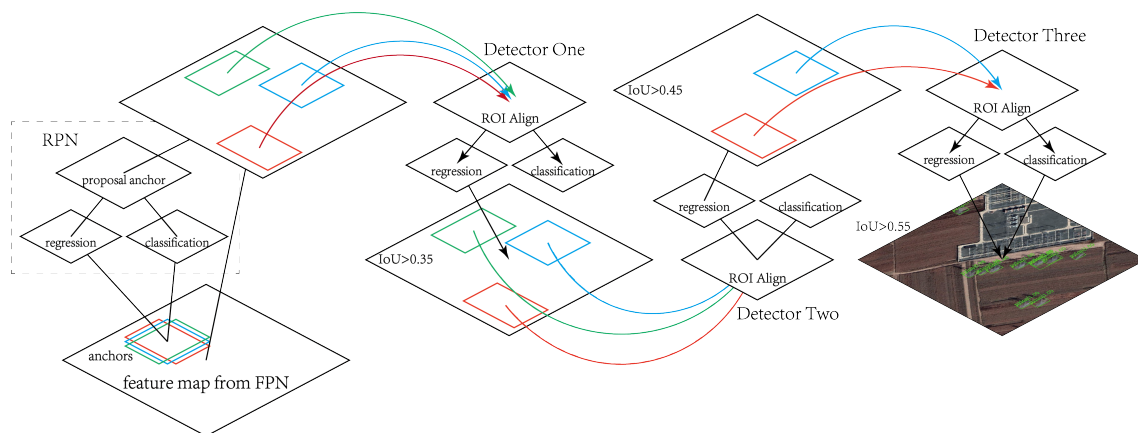 RPN
proposal anchor
regression
classification
anchors
feature map from FPN
Detector One
ROI Align
regression
classification
IoU>0.35
IoU>0.45
regression
classification
ROI Align
Detector Two
Detector Three
ROI Align
regression
classification
IoU>0.55